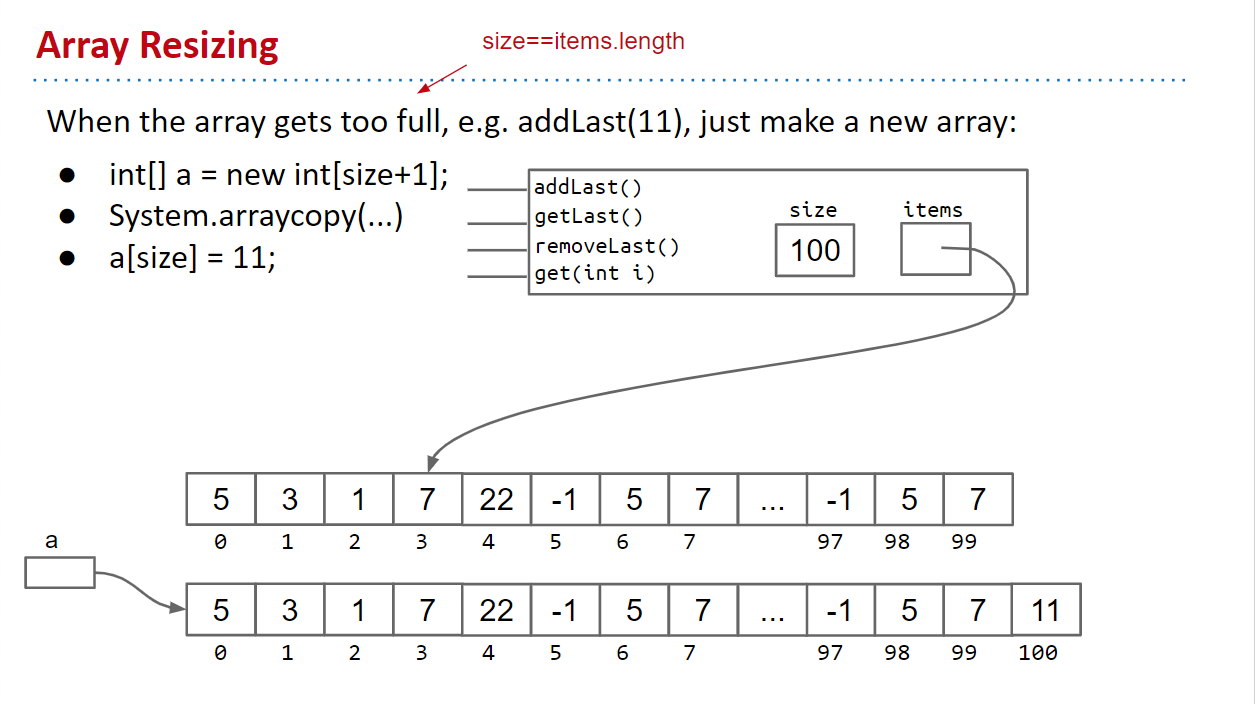 Array Resizing
size==items.length
When the array gets too full, e.g. addLast(11), just make a new array:
● int[] a = new int[size+1];
● System.arraycopy(...)
● a[size] = 11;
addLast()
getLast()
removeLast()
get(int i)
size
100
items
5 3 1 7 22 -1 5 7 ... -1 5 7
0 1 2 3 4 5 6 7 97 98 99
a
5 3 1 7 22 -1 5 7 ... -1 5 7 11
0 1 2 3 4 5 6 7 97 98 99 100